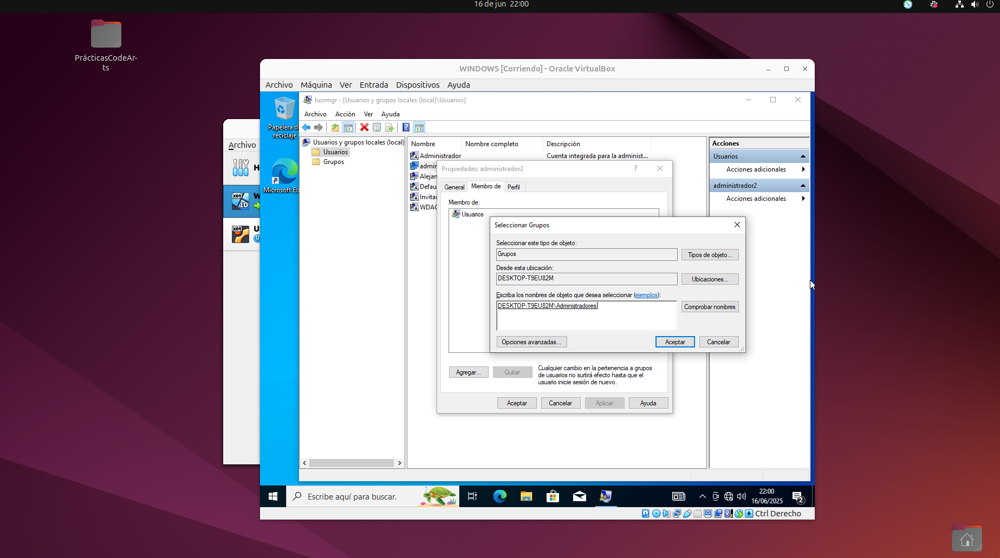 16 de jun 22:00
PrácticasCodeAr-
ts
WINDOWS [Corriendo] - Oracle VirtualBox
Archivo Máquina Ver Entrada Dispositivos Ayuda
Archivo
x64
10
x64
Papelera de
reciclaje
Microsoft Ed
lusrmgr - [Usuarios y grupos locales (local)\Usuarios]
Archivo Acción Ver Ayuda
Usuarios y grupos locales (local)
Usuarios
Grupos
Nombre Nombre completo Descripción
Administrador Cuenta integrada para la administ...
admin
Alejan
Defau
Invitac
WDAG
Acciones
Usuarios
Acciones adicionales
administrador2
Acciones adicionales
Propiedades: administrador2
General Miembro de Perfil
Miembro de:
Usuarios
Seleccionar Grupos
Seleccionar este tipo de objeto:
Grupos
Tipos de objeto...
Desde esta ubicación:
DESKTOP-T9EU82M
Ubicaciones...
Escriba los nombres de objeto que desea seleccionar (ejemplos):
DESKTOP-T9EU82M\Administradores
Comprobar nombres
Opciones avanzadas...
Aceptar Cancelar
Agregar... Quitar
Cualquier cambio en la pertenencia a grupos
de usuarios no surtirá efecto hasta que el
usuario inicie sesión de nuevo.
Aceptar Cancelar Aplicar Ayuda
Escribe aquí para buscar.
22:00
16/06/2025
2
Ctrl Derecho